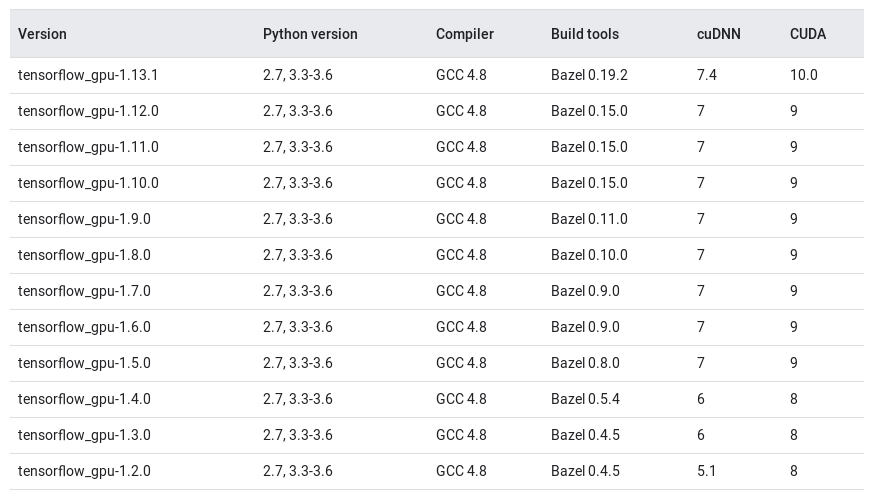 Version Python version Compiler Build tools cuDNN CUDA
tensorflow_gpu-1.13.1 2.7, 3.3-3.6 GCC 4.8 Bazel 0.19.2 7.4 10.0
tensorflow_gpu-1.12.0 2.7, 3.3-3.6 GCC 4.8 Bazel 0.15.0 7 9
tensorflow_gpu-1.11.0 2.7, 3.3-3.6 GCC 4.8 Bazel 0.15.0 7 9
tensorflow_gpu-1.10.0 2.7, 3.3-3.6 GCC 4.8 Bazel 0.15.0 7 9
tensorflow_gpu-1.9.0 2.7, 3.3-3.6 GCC 4.8 Bazel 0.11.0 7 9
tensorflow_gpu-1.8.0 2.7, 3.3-3.6 GCC 4.8 Bazel 0.10.0 7 9
tensorflow_gpu-1.7.0 2.7, 3.3-3.6 GCC 4.8 Bazel 0.9.0 7 9
tensorflow_gpu-1.6.0 2.7, 3.3-3.6 GCC 4.8 Bazel 0.9.0 7 9
tensorflow_gpu-1.5.0 2.7, 3.3-3.6 GCC 4.8 Bazel 0.8.0 7 9
tensorflow_gpu-1.4.0 2.7, 3.3-3.6 GCC 4.8 Bazel 0.5.4 6 8
tensorflow_gpu-1.3.0 2.7, 3.3-3.6 GCC 4.8 Bazel 0.4.5 6 8
tensorflow_gpu-1.2.0 2.7, 3.3-3.6 GCC 4.8 Bazel 0.4.5 5.1 8